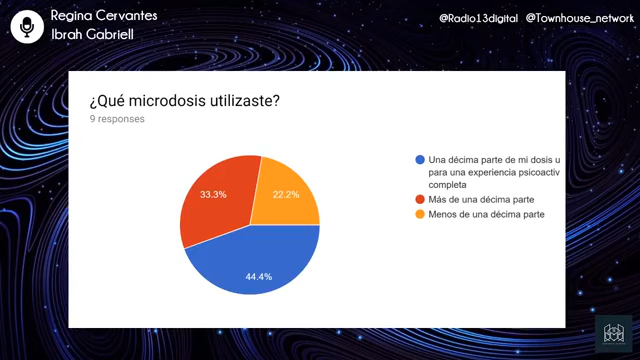 Regina Cervantes
Ibrah Gabriell
@Radio13digital @Townhouse_network
¿Qué microdosis utilizaste?
9 responses
Una décima parte de mi dosis u
para una experiencia psicoactiv
completa
Más de una décima parte
Menos de una décima parte
33.3%
22.2%
44.4%